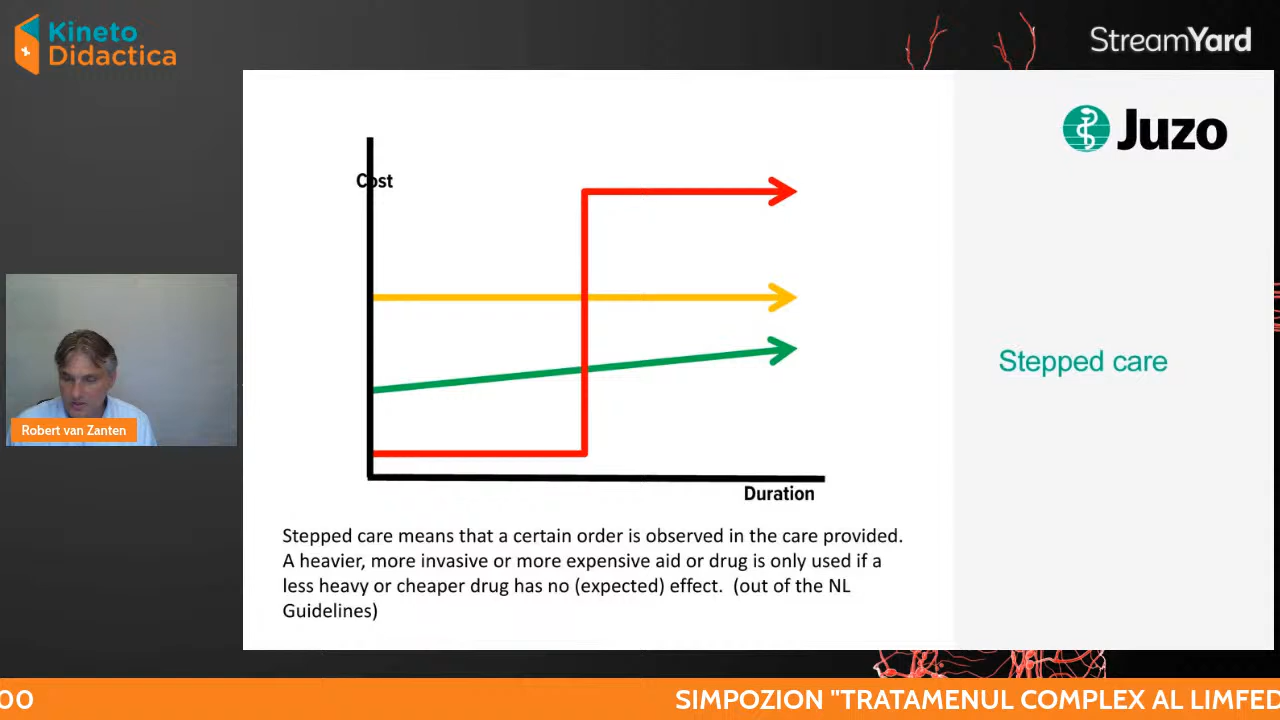 Kineto
Didactica
StreamYard
Juzo
Cost
Duration
Stepped care
Stepped care means that a certain order is observed in the care provided.
A heavier, more invasive or more expensive aid or drug is only used if a
less heavy or cheaper drug has no (expected) effect.  (out of the NL
Guidelines)
Robert van Zanten
00
SIMPOZION "TRATAMENUL COMPLEX AL LIMFED